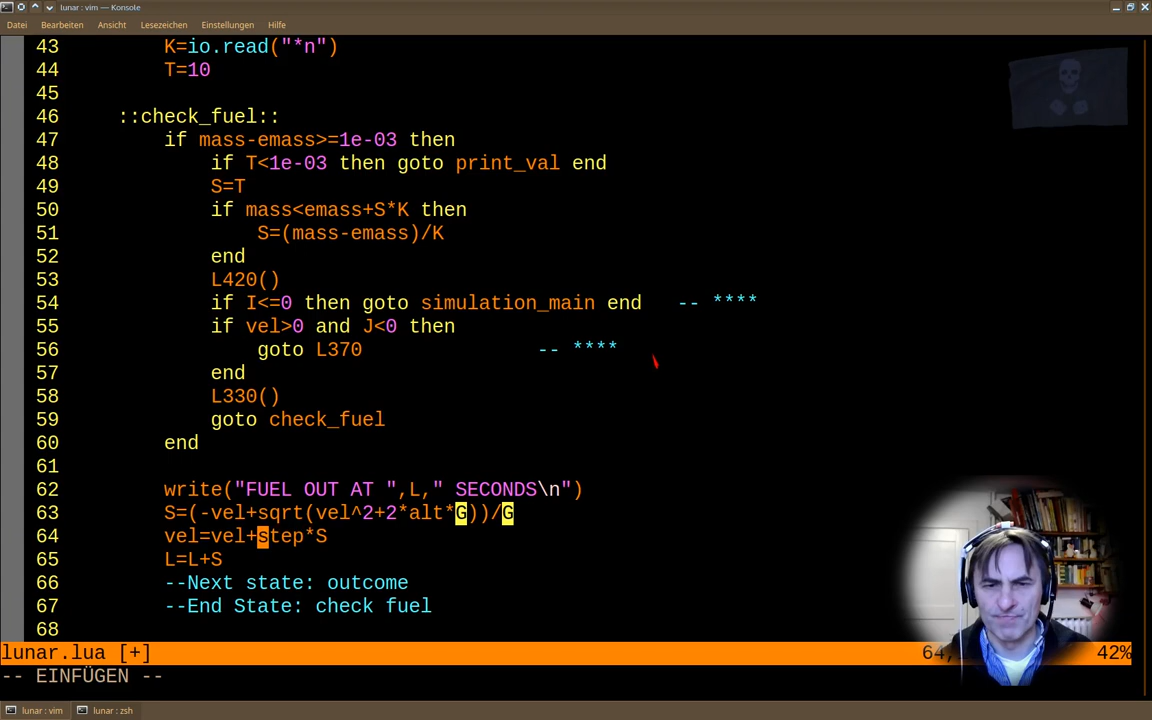 lunar : vim — Konsole
Datei Bearbeiten Ansicht Lesezeichen Einstellungen Hilfe
43 K=io.read("*n")
44 T=10
45
46 ::check_fuel::
47 if mass-emass>=1e-03 then
48 if T<1e-03 then goto print_val end
49 S=T
50 if mass<emass+S*K then
51 S=(mass-emass)/K
52 end
53 L420()
54 if I<=0 then goto simulation_main end -- ****
55 if vel>0 and J<0 then
56 goto L370 -- ****
57 end
58 L330()
59 goto check_fuel
60 end
61
62 write("FUEL OUT AT ",L," SECONDS\n")
63 S=(-vel+sqrt(vel^2+2*alt*G))/G
64 vel=vel+step*S
65 L=L+S
66 --Next state: outcome
67 --End State: check fuel
68
lunar.lua [+] 64, 42%
-- EINFÜGEN --
lunar : vim lunar : zsh